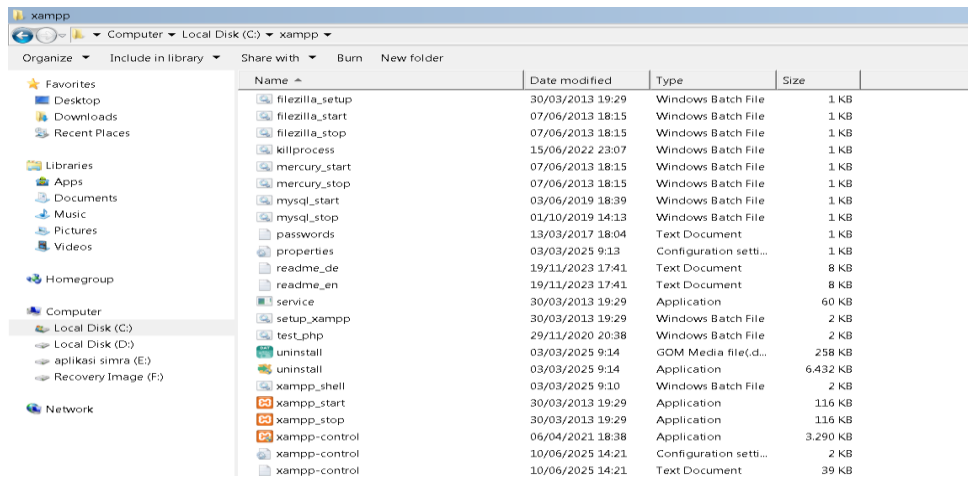 xampp
Computer Local Disk (C:) xampp
Organize Include in library Share with Burn New folder
Favorites
Desktop
Downloads
Recent Places
Libraries
Apps
Documents
Music
Pictures
Videos
Homegroup
Computer
Local Disk (C:)
Local Disk (D:)
aplikasi simra (E:)
Recovery Image (F:)
Network
Name Date modified Type Size
filezilla_setup 30/03/2013 19:29 Windows Batch File 1 KB
filezilla_start 07/06/2013 18:15 Windows Batch File 1 KB
filezilla_stop 07/06/2013 18:15 Windows Batch File 1 KB
killprocess 15/06/2022 23:07 Windows Batch File 1 KB
mercury_start 07/06/2013 18:15 Windows Batch File 1 KB
mercury_stop 07/06/2013 18:15 Windows Batch File 1 KB
mysql_start 03/06/2019 18:39 Windows Batch File 1 KB
mysql_stop 01/10/2019 14:13 Windows Batch File 1 KB
passwords 13/03/2017 18:04 Text Document 1 KB
properties 03/03/2025 9:13 Configuration setti... 1 KB
readme_de 19/11/2023 17:41 Text Document 8 KB
readme_en 19/11/2023 17:41 Text Document 8 KB
service 30/03/2013 19:29 Application 60 KB
setup_xampp 30/03/2013 19:29 Windows Batch File 2 KB
test_php 29/11/2020 20:38 Windows Batch File 2 KB
uninstall 03/03/2025 9:14 GOM Media file(.d... 258 KB
uninstall 03/03/2025 9:14 Application 6.432 KB
xampp_shell 03/03/2025 9:10 Windows Batch File 2 KB
xampp_start 30/03/2013 19:29 Application 116 KB
xampp_stop 30/03/2013 19:29 Application 116 KB
xampp-control 06/04/2021 18:38 Application 3.290 KB
xampp-control 10/06/2025 14:21 Configuration setti... 2 KB
xampp-control 10/06/2025 14:21 Text Document 39 KB